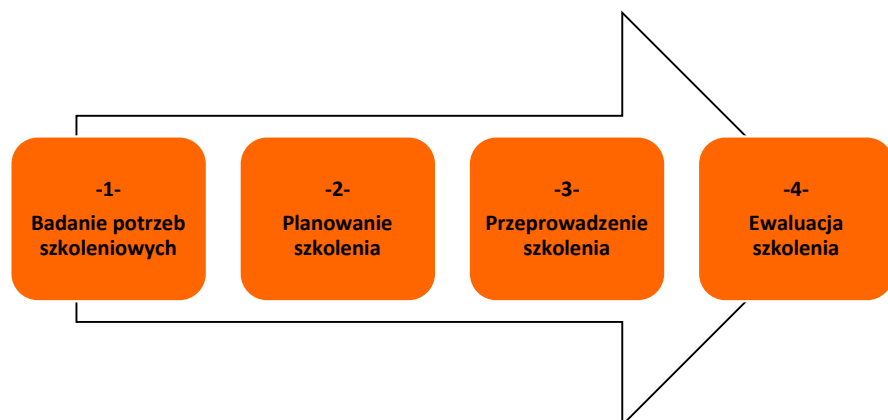 -1-
Badanie potrzeb
szkoleniowych
-2-
Planowanie
szkolenia
-3-
Przeprowadzenie
szkolenia
-4-
Ewaluacja
szkolenia